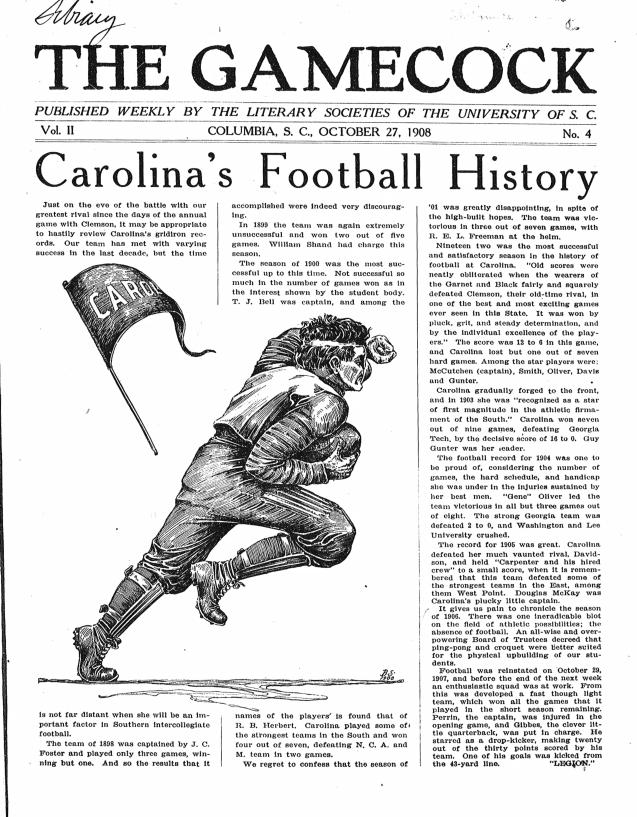 Library
THE GAMECOCK
PUBLISHED WEEKLY BY THE LITERARY SOCIETIES OF THE UNIVERSITY OF S. C.
Vol. II COLUMBIA, S. C., OCTOBER 27, 1908 No. 4
Carolina's Football History
Just on the eve of the battle with our
greatest rival since the days of the annual
game with Clemson, it may be appropriate
to hastily review Carolina's gridiron rec-
ords. Our team has met with varying
success in the last decade, but the time
CARO
is not far distant when she will be an im-
portant factor in Southern intercollegiate
football.
The team of 1898 was captained by J. C.
Foster and played only three games, win-
ning but one. And so the results that it
accomplished were indeed very discourag-
ing.
In 1899 the team was again extremely
unsuccessful and won two out of five
games. William Shand had charge this
season.
The season of 1900 was the most suc-
cessful up to this time. Not successful so
much in the number of games won as in
the interest shown by the student body.
T. J. Bell was captain, and among the
names of the players is found that of
R. B. Herbert. Carolina played some of
the strongest teams in the South and won
four out of seven, defeating N. C. A. and
M. team in two games.
We regret to confess that the season of
'01 was greatly disappointing, in spite of
the high-built hopes. The team was vic-
torious in three out of seven games, with
R. E. L. Freeman at the helm.
Nineteen two was the most successful
and satisfactory season in the history of
football at Carolina. "Old scores were
neatly obliterated when the wearers of
the Garnet and Black fairly and squarely
defeated Clemson, their old-time rival, in
one of the best and most exciting games
ever seen in this State. It was won by
pluck, grit, and steady determination, and
by the individual excellence of the play-
ers." The score was 12 to 6 in this game,
and Carolina lost but one out of seven
hard games. Among the star players were:
McCutchen (captain), Smith, Oliver, Davis
and Gunter.
Carolina gradually forged to the front,
and in 1903 she was "recognized as a star
of first magnitude in the athletic firma-
ment of the South." Carolina won seven
out of nine games, defeating Georgia
Tech, by the decisive score of 16 to 0. Guy
Gunter was her leader.
The football record for 1904 was one to
be proud of, considering the number of
games, the hard schedule, and handicap
she was under in the injuries sustained by
her best men. "Gene" Oliver led the
team victorious in all but three games out
of eight. The strong Georgia team was
defeated 2 to 0, and Washington and Lee
University crushed.
The record for 1905 was great. Carolina
defeated her much vaunted rival, David-
son, and held "Carpenter and his hired
crew" to a small score, when it is remem-
bered that this team defeated some of
the strongest teams in the East, among
them West Point. Douglas McKay was
Carolina's plucky little captain.
It gives us pain to chronicle the season
of 1906. There was one ineradicable blot
on the field of athletic possibilities; the
absence of football. An all-wise and over-
powering Board of Trustees decreed that
ping-pong and croquet were better suited
for the physical upbuilding of our stu-
dents.
Football was reinstated on October 29,
1907, and before the end of the next week
an enthusiastic squad was at work. From
this was developed a fast though light
team, which won all the games that it
played in the short season remaining.
Perrin, the captain, was injured in the
opening game, and Gibbes, the clever lit-
tle quarterback, was put in charge. He
starred as a drop-kicker, making twenty
out of the thirty points scored by his
team. One of his goals was kicked from
the 43-yard line. "LEGION."